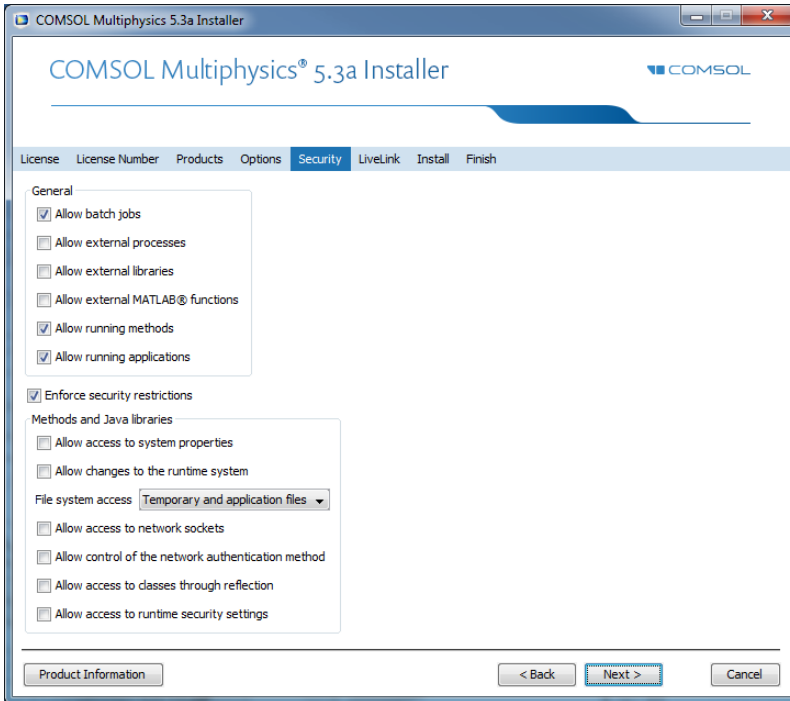 COMSOL Multiphysics 5.3a Installer
COMSOL Multiphysics® 5.3a Installer
COMSOL
License License Number Products Options Security LiveLink Install Finish
General
Allow batch jobs
Allow external processes
Allow external libraries
Allow external MATLAB® functions
Allow running methods
Allow running applications
Enforce security restrictions
Methods and Java libraries
Allow access to system properties
Allow changes to the runtime system
File system access Temporary and application files
Allow access to network sockets
Allow control of the network authentication method
Allow access to classes through reflection
Allow access to runtime security settings
Product Information < Back Next > Cancel